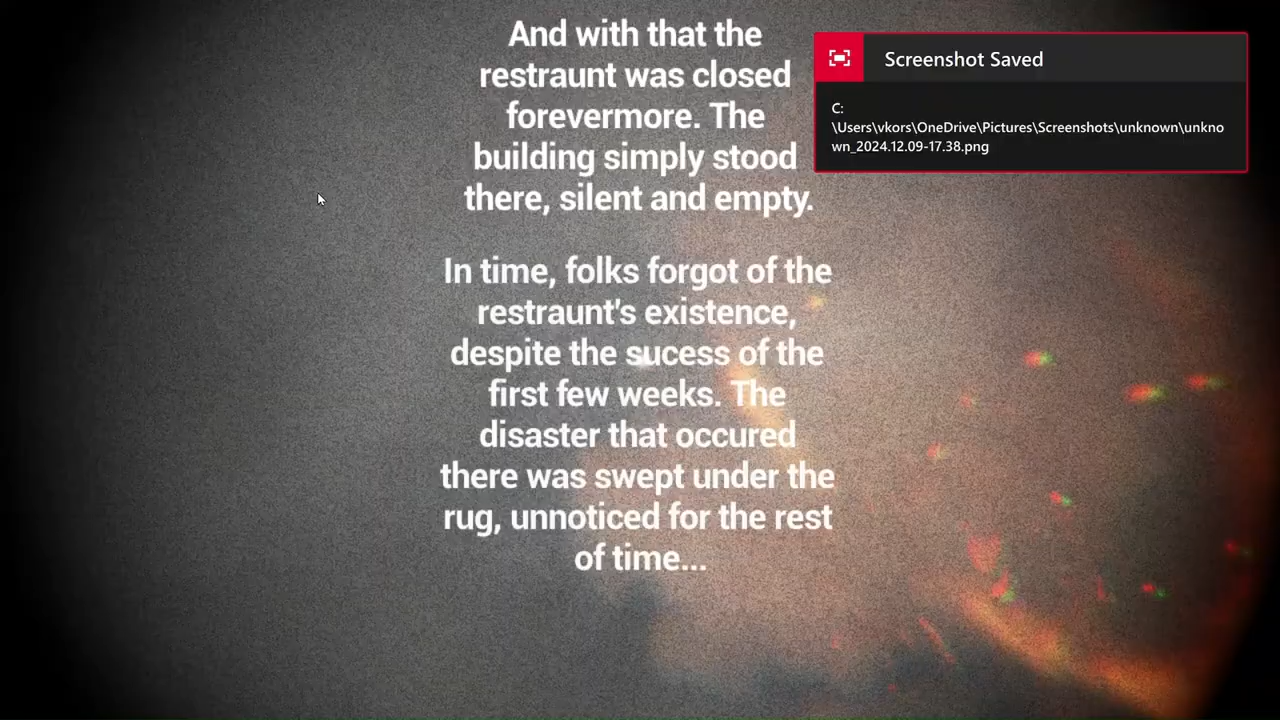 And with that the
restraunt was closed
forevermore. The
building simply stood
there, silent and empty.
In time, folks forgot of the
restraunt's existence,
despite the sucess of the
first few weeks. The
disaster that occured
there was swept under the
rug, unnoticed for the rest
of time...
Screenshot Saved
C:
\Users\vkors\OneDrive\Pictures\Screenshots\unknown\unkno
wn_2024.12.09-17.38.png